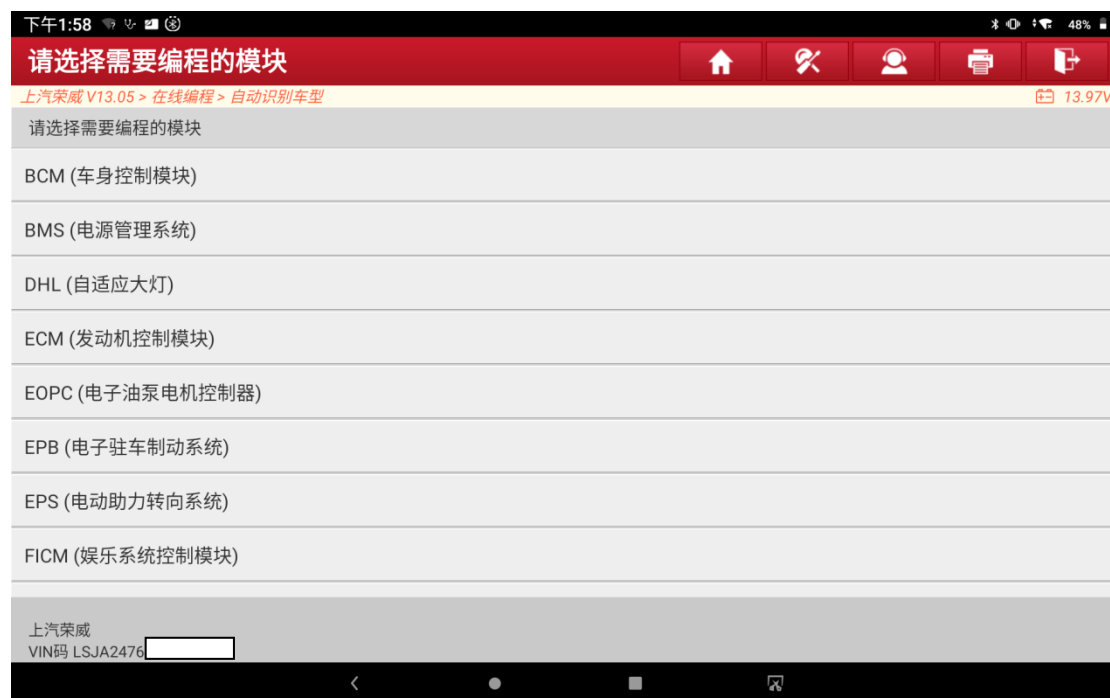 下午1:58
48%
请选择需要编程的模块
上汽荣威 V13.05 > 在线编程 > 自动识别车型
13.97V
请选择需要编程的模块
BCM (车身控制模块)
BMS (电源管理系统)
DHL (自适应大灯)
ECM (发动机控制模块)
EOPC (电子油泵电机控制器)
EPB (电子驻车制动系统)
EPS (电动助力转向系统)
FICM (娱乐系统控制模块)
上汽荣威
VIN码 LSJA2476